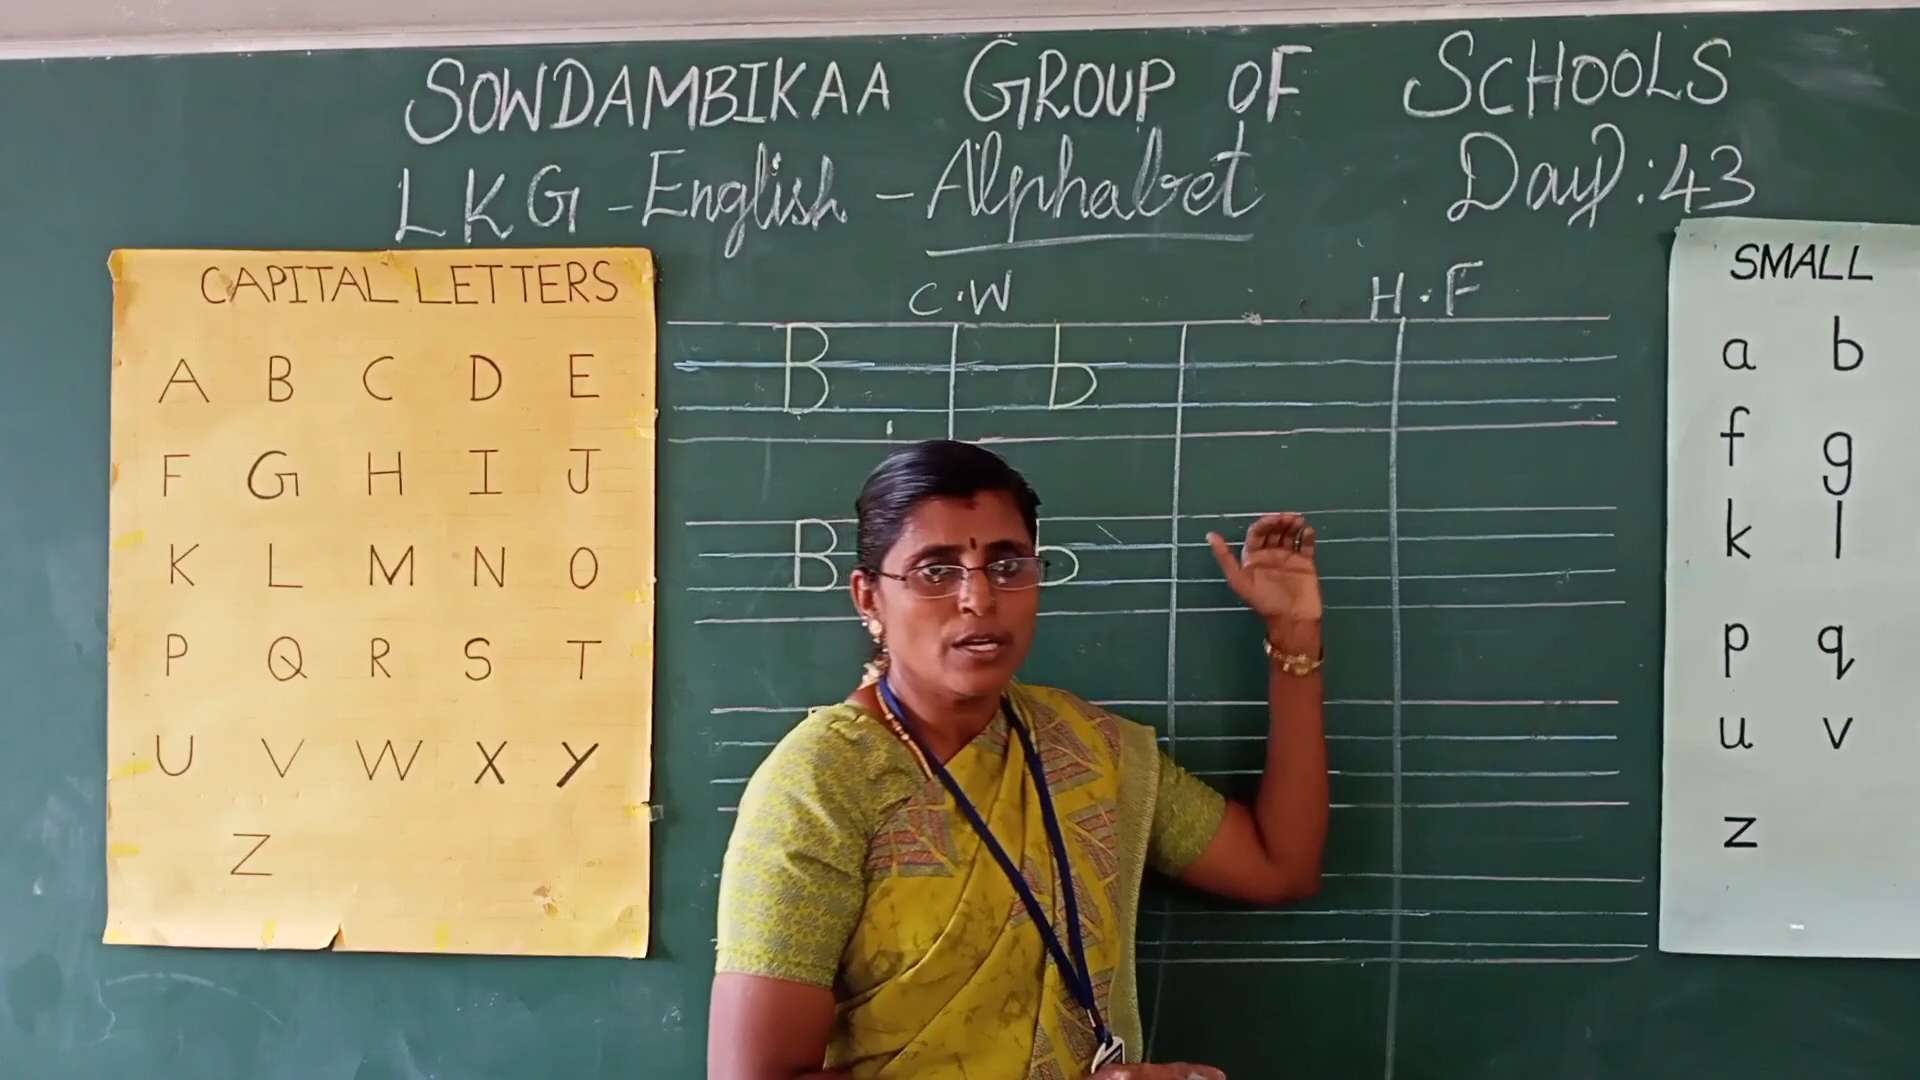 SOWDAMBIKAA GROUP OF SCHOOLS
LKG - English - Alphabet Day : 43
CAPITAL LETTERS
A B C D E
F G H I J
K L M N O
P Q R S T
U V W X Y
Z
C.W H.F
B b
B b
SMALL
a b
f g
k l
p q
u v
z